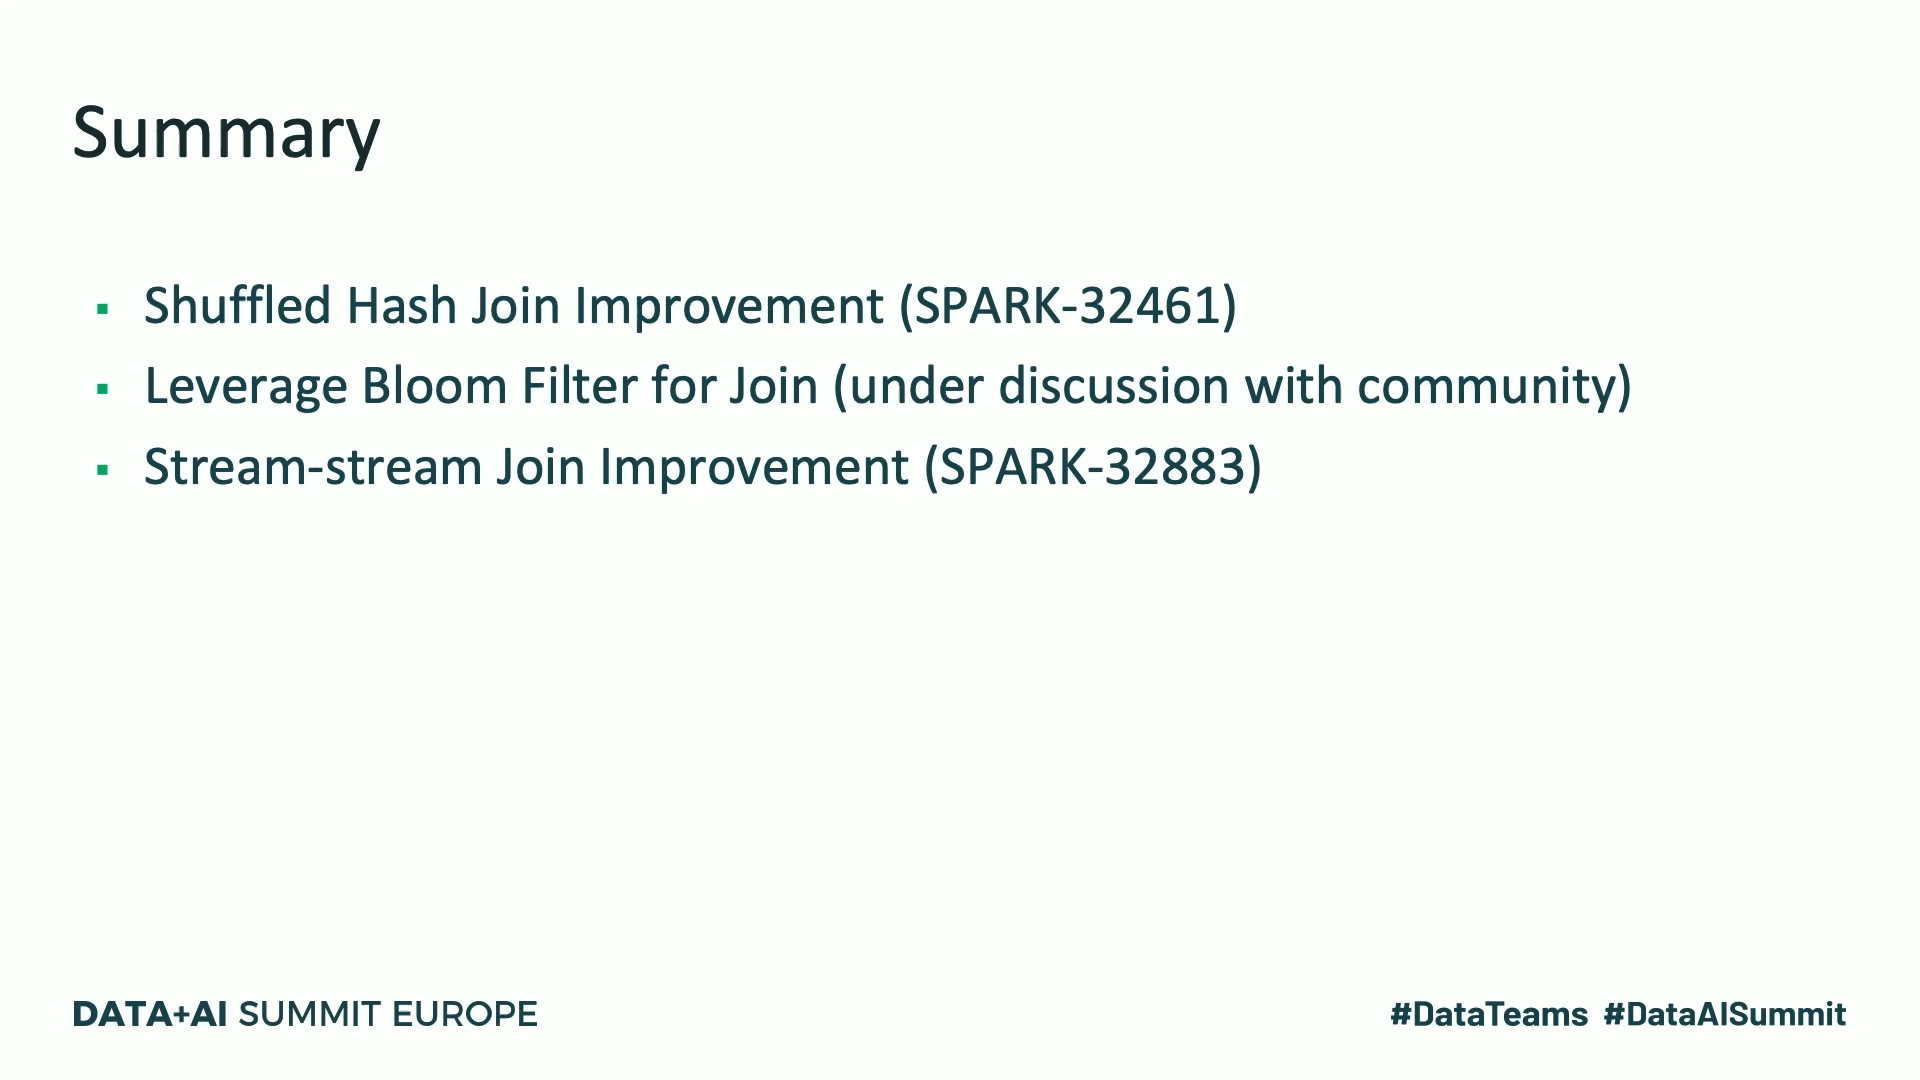 Summary
▪ Shuffled Hash Join Improvement (SPARK-32461)
▪ Leverage Bloom Filter for Join (under discussion with community)
▪ Stream-stream Join Improvement (SPARK-32883)
DATA+AI SUMMIT EUROPE
#DataTeams #DataAISummit